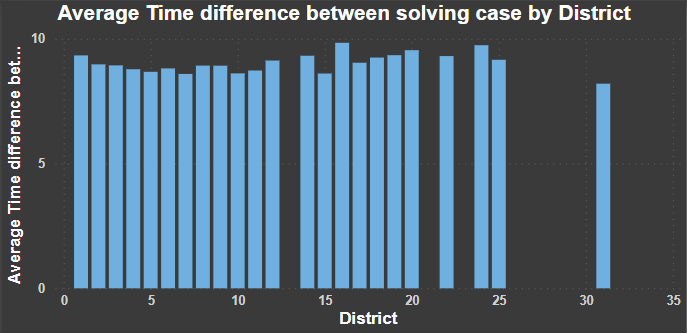 Average Time difference between solving case by District
Average Time difference bet...
10
5
0
0 5 10 15 20 25 30 35
District